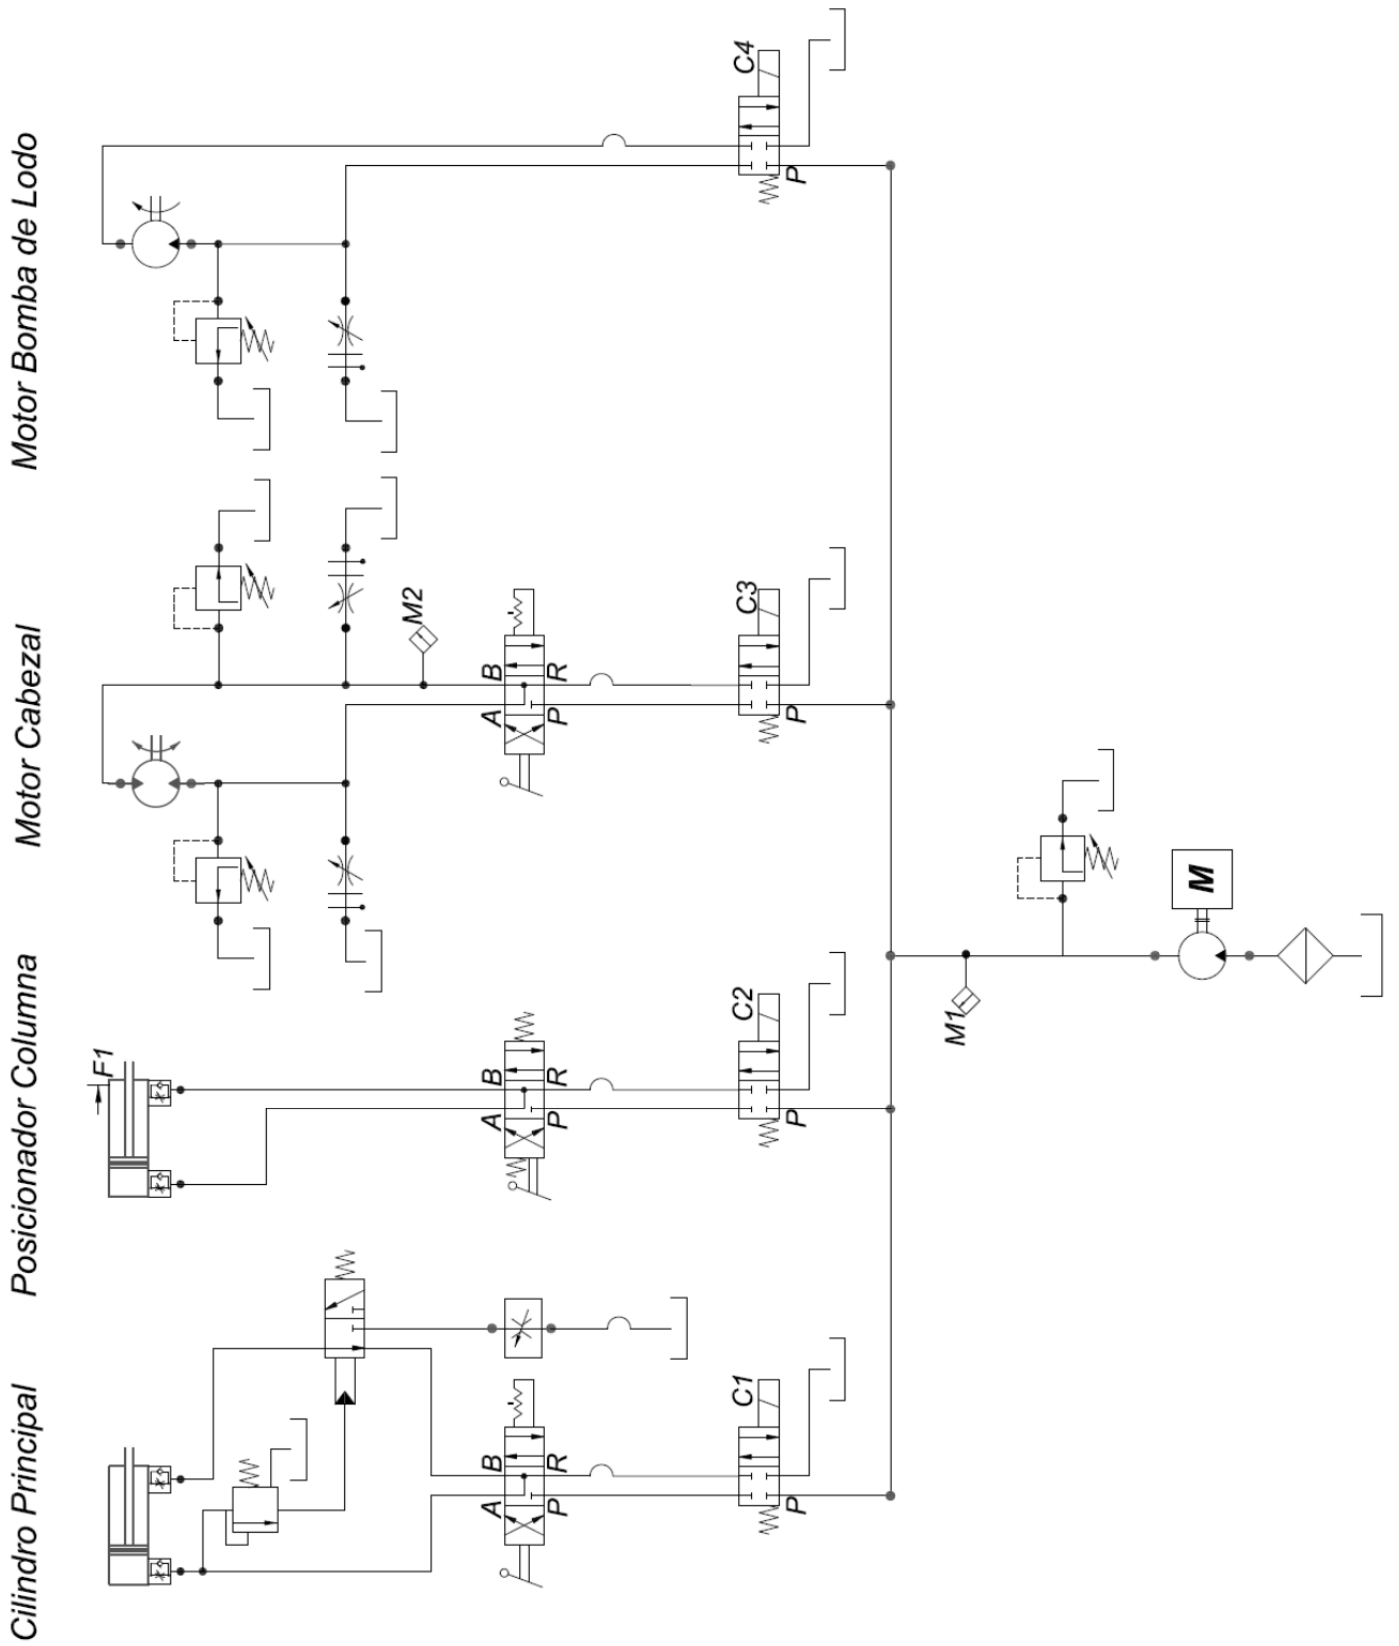 Cilindro Principal
Posicionador Columna
Motor Cabezal
Motor Bomba de Lodo
F1
M2
A B
A B
A B
P R
P R
P R
C1
C2
C3
C4
P
P
P
P
M1
M